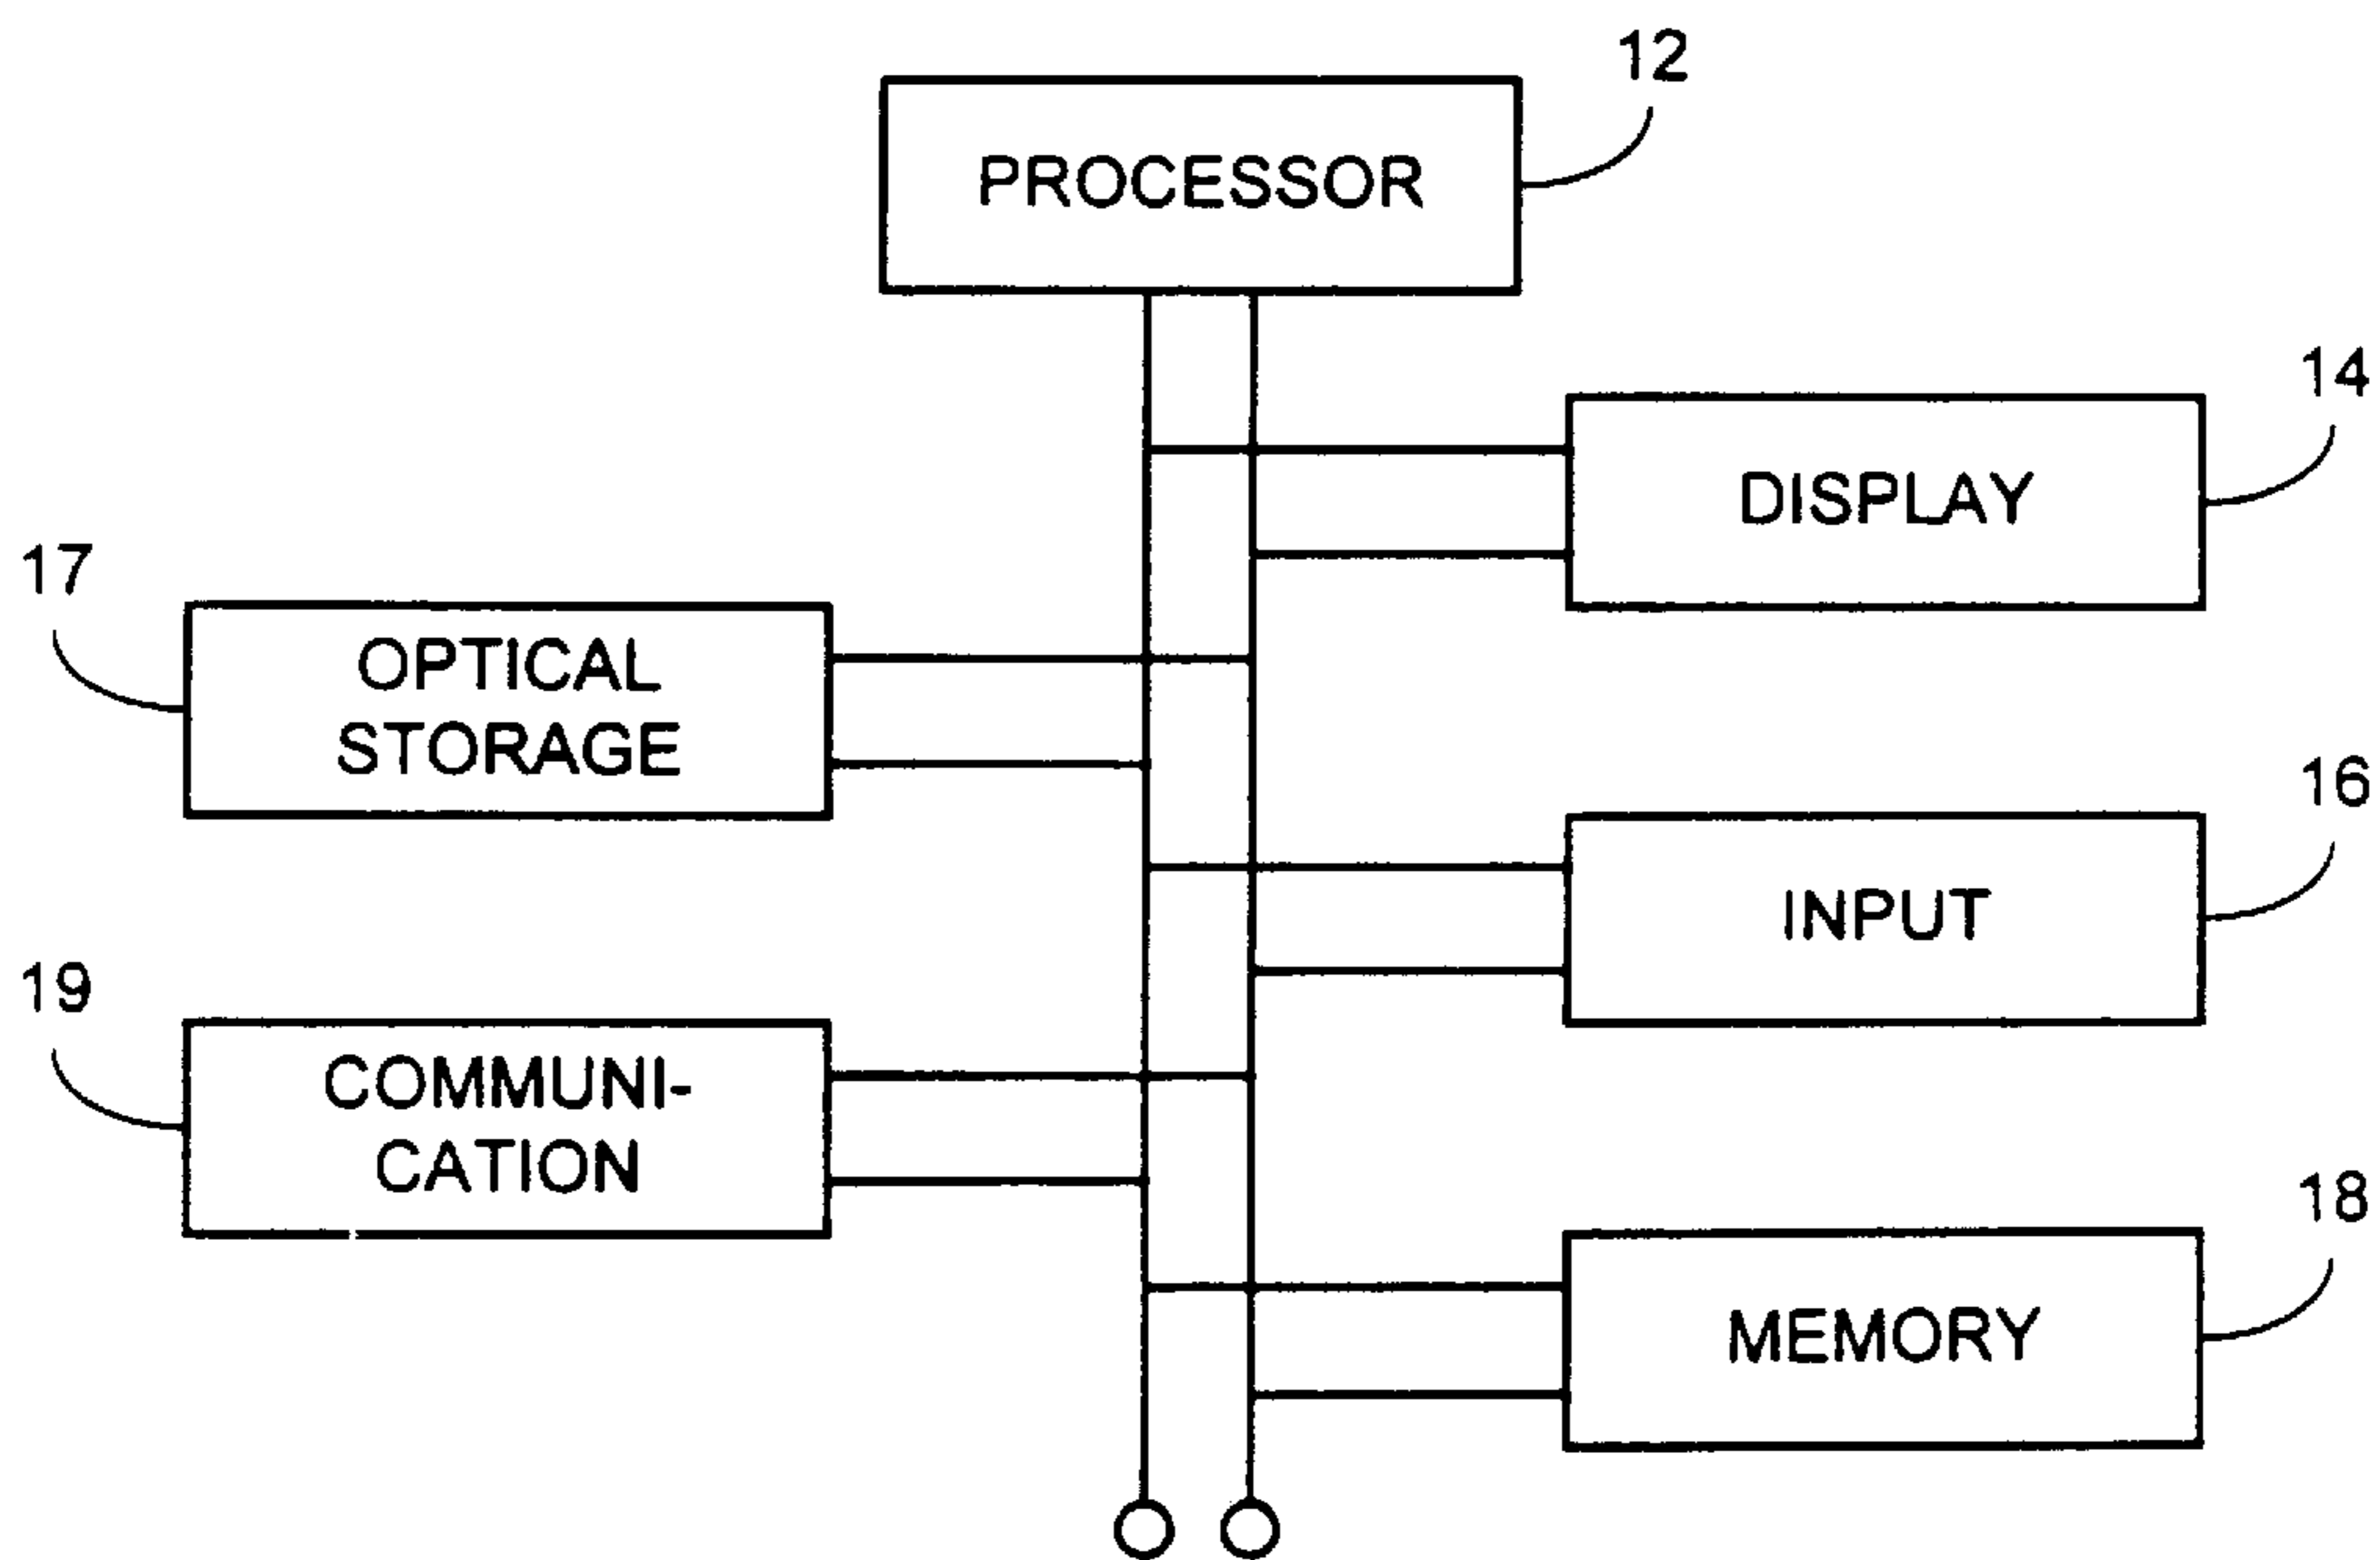 12
PROCESSOR
14
DISPLAY
17
OPTICAL
STORAGE
16
INPUT
19
COMMUNI-
CATION
18
MEMORY